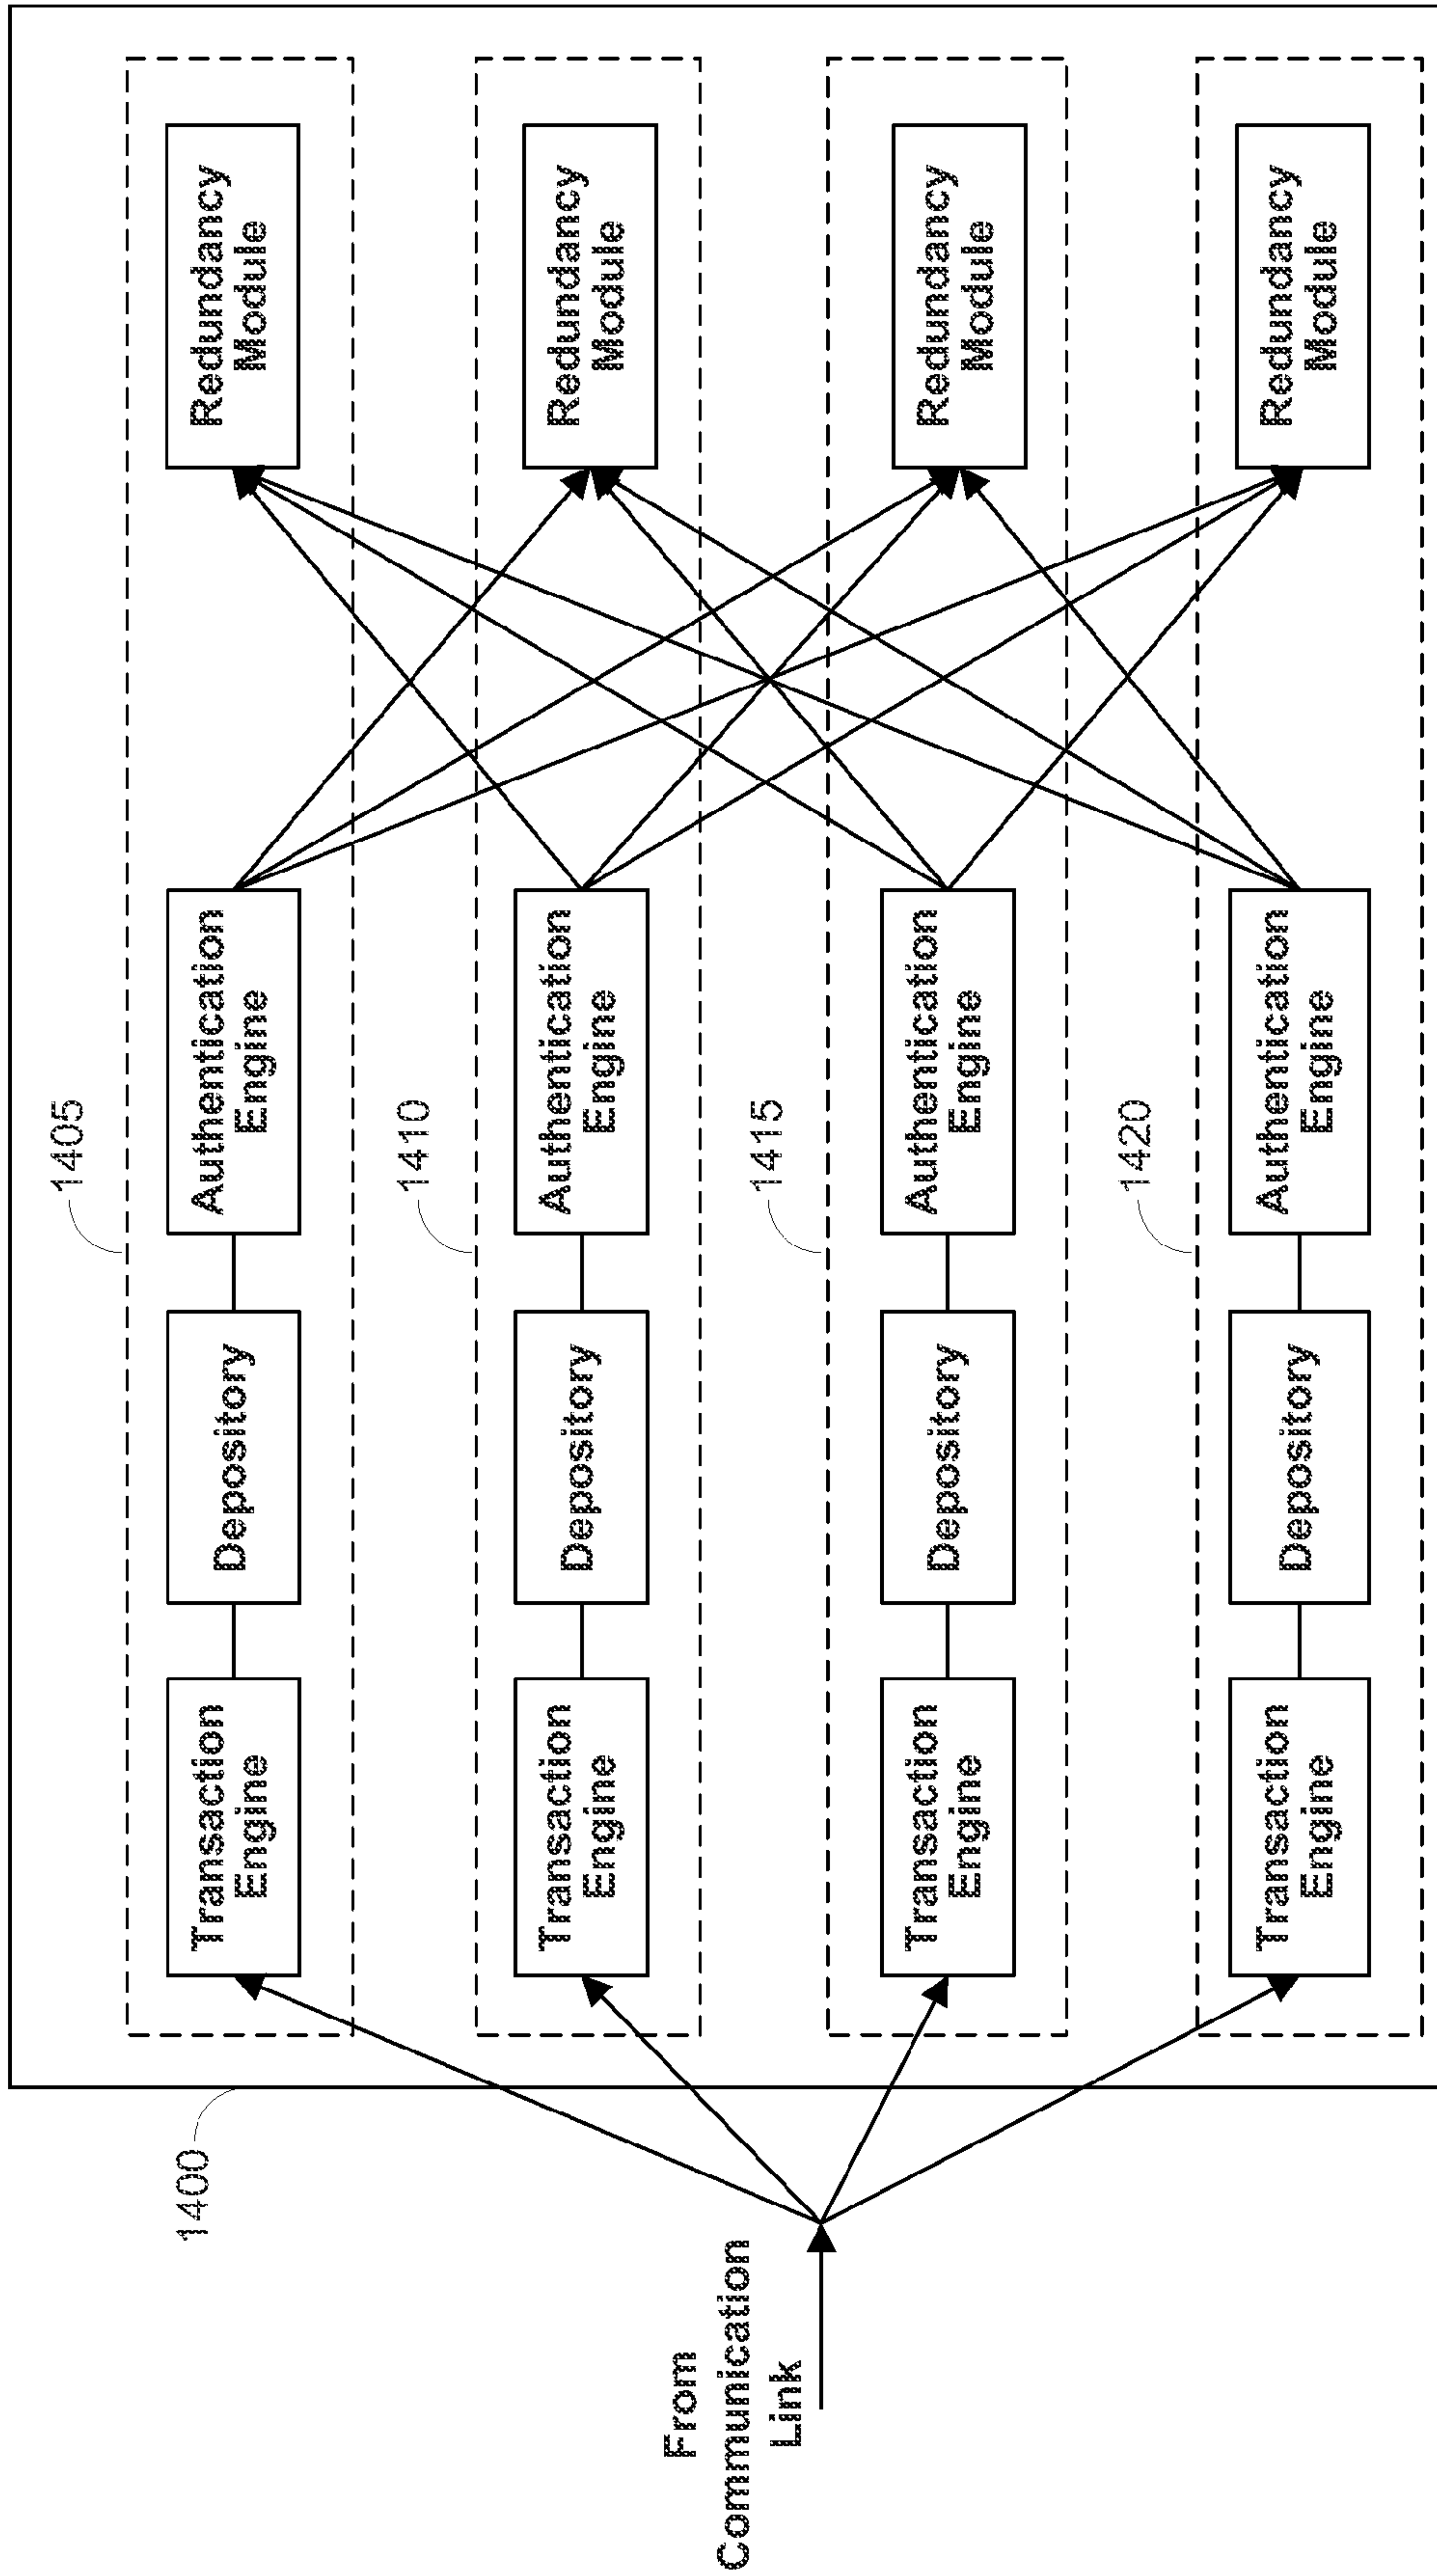 1400
From
Communication
Link
1405
Transaction
Engine
Depository
Authentication
Engine
Redundancy
Module
1410
Transaction
Engine
Depository
Authentication
Engine
Redundancy
Module
1415
Transaction
Engine
Depository
Authentication
Engine
Redundancy
Module
1420
Transaction
Engine
Depository
Authentication
Engine
Redundancy
Module